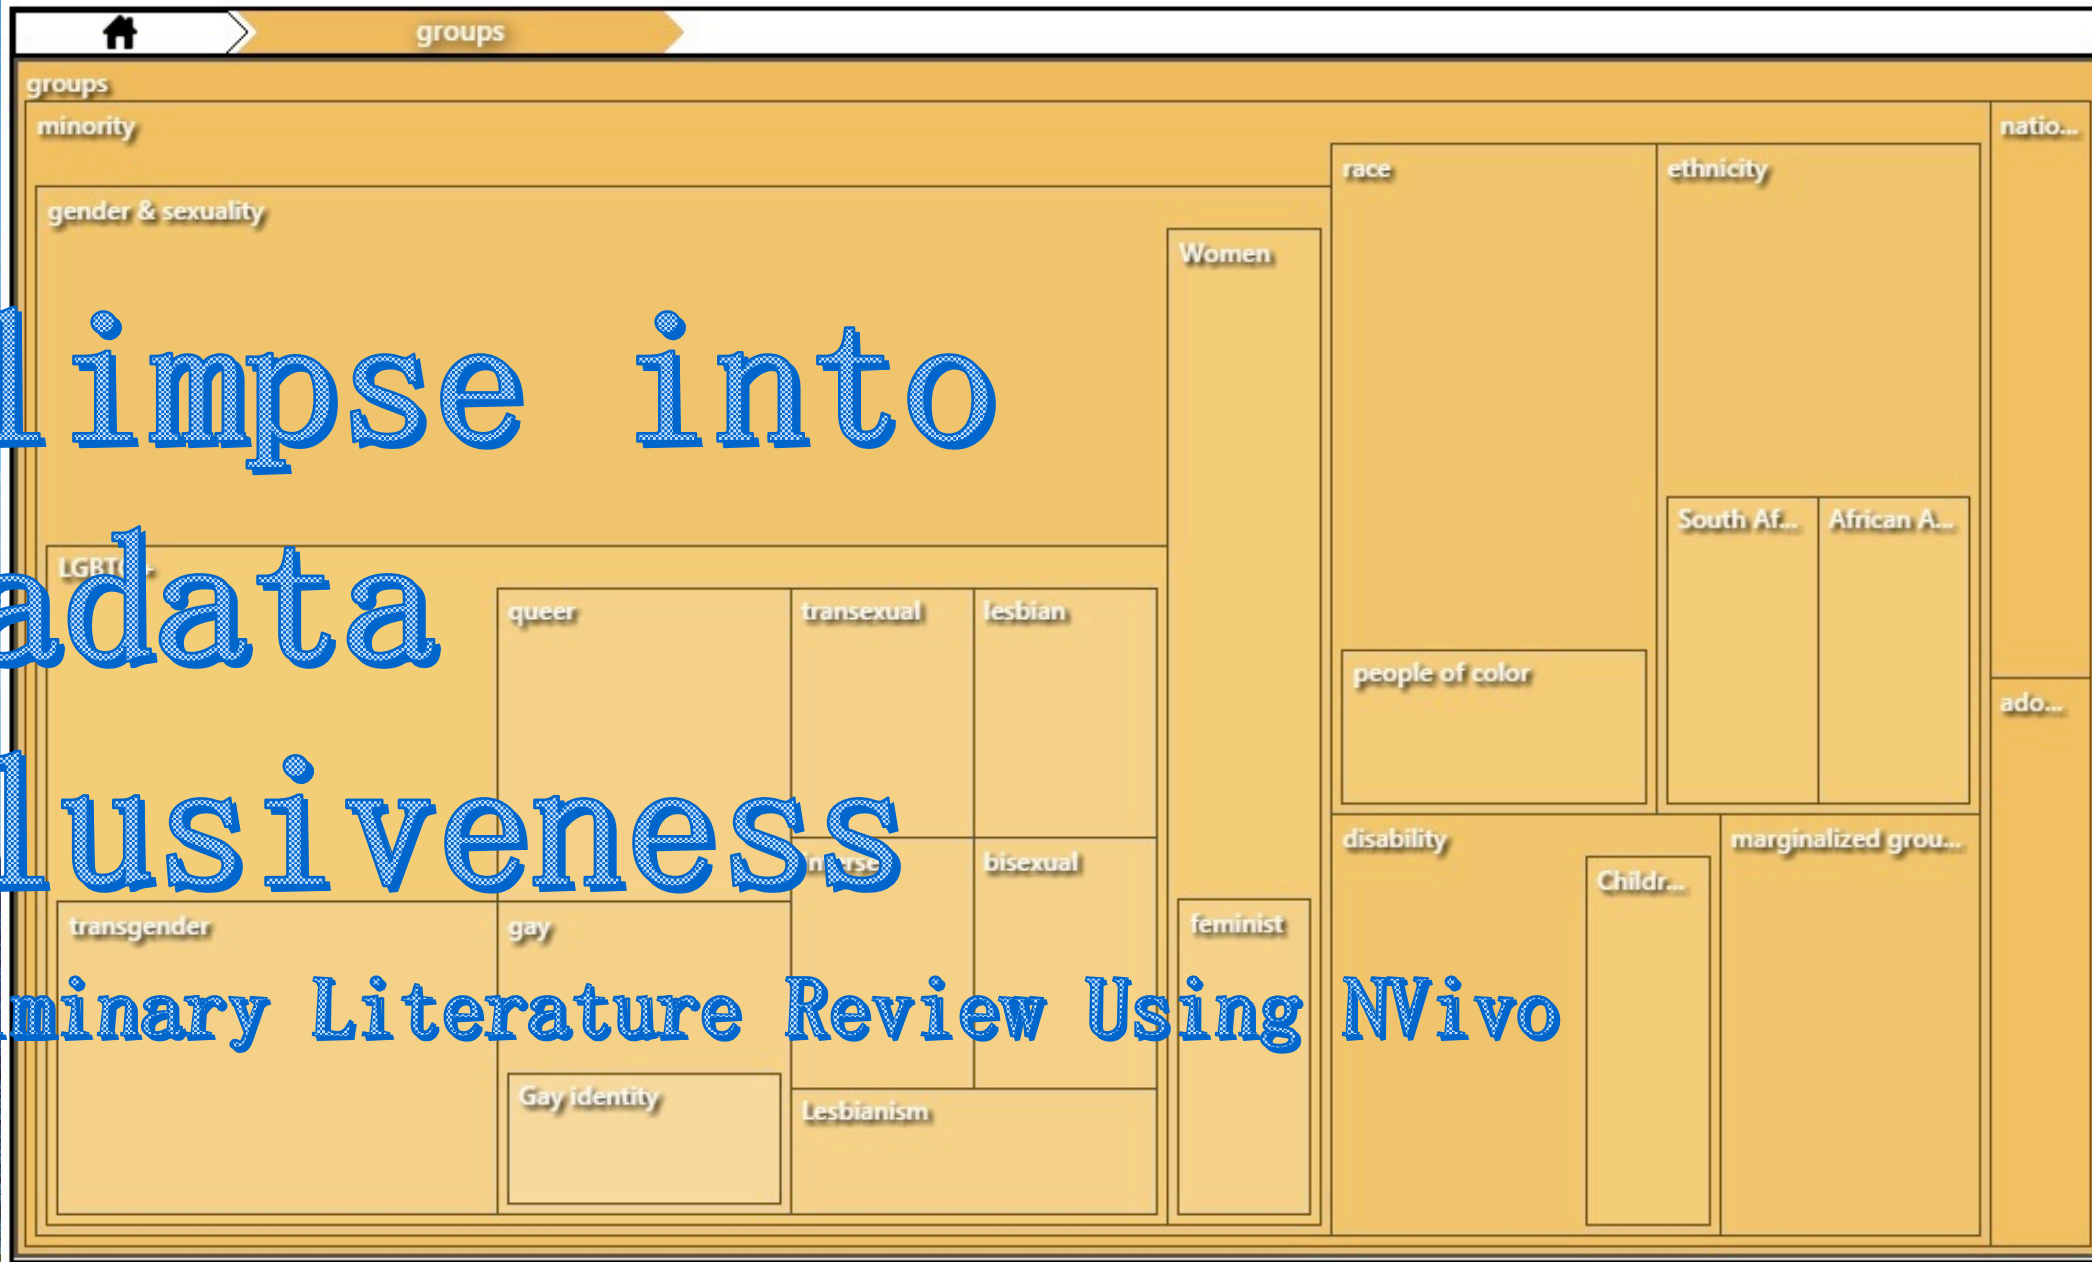 groups
groups
minority
natio...
race
ethnicity
gender & sexuality
Women
limpse into
South Af...
African A...
adata
queer
transexual
lesbian
people of color
ado...
lusiveness
disability
marginalized grou...
bisexual
Childr...
transgender
gay
feminist
minary Literature Review Using NVivo
Gay identity
Lesbianism